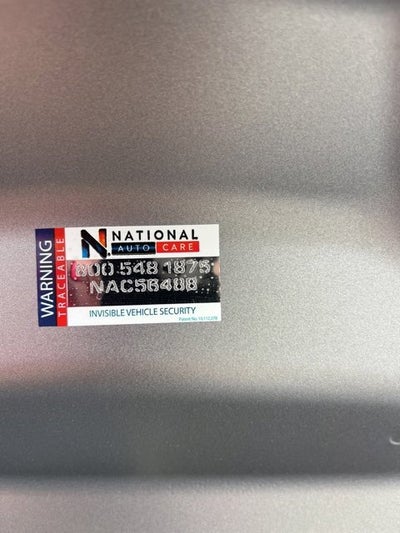 WARNING
TRACEABLE
N.
NATIONAL
AUTO CARE
800 548 1875
NAC56408
INVISIBLE VEHICLE SECURITY